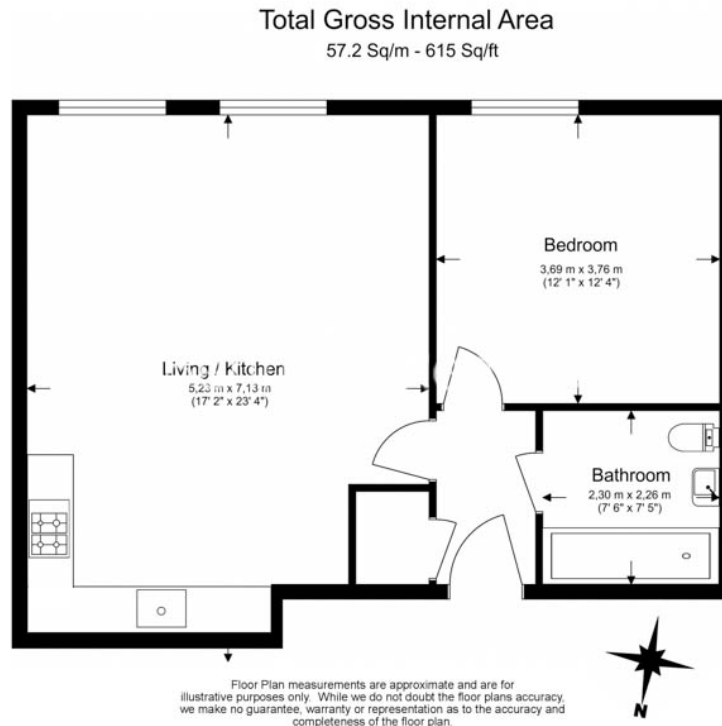 Total Gross Internal Area
57.2 Sq/m - 615 Sq/ft
Bedroom
3,69 m x 3,76 m
(12' 1" x 12' 4")
Living / Kitchen
5,23 m x 7,13 m
(17' 2" x 23' 4")
Bathroom
2,30 m x 2,26 m
(7' 6" x 7' 5")
N
Floor Plan measurements are approximate and are for
illustrative purposes only. While we do not doubt the floor plans accuracy,
we make no guarantee, warranty or representation as to the accuracy and
completeness of the floor plan.